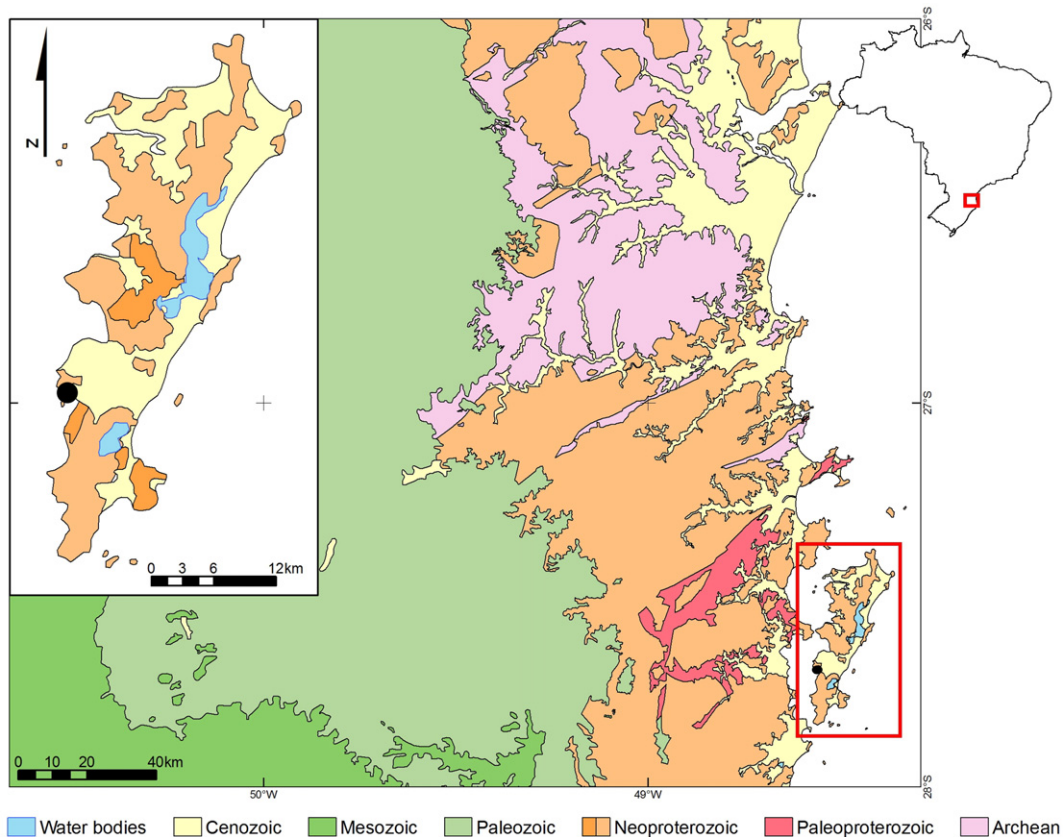 26°S
N
27°S
0 3 6 12km
0 10 20 40km
50°W
49°W
28°S
Water bodies Cenozoic Mesozoic Paleozoic Neoproterozoic Paleoproterozoic Archean